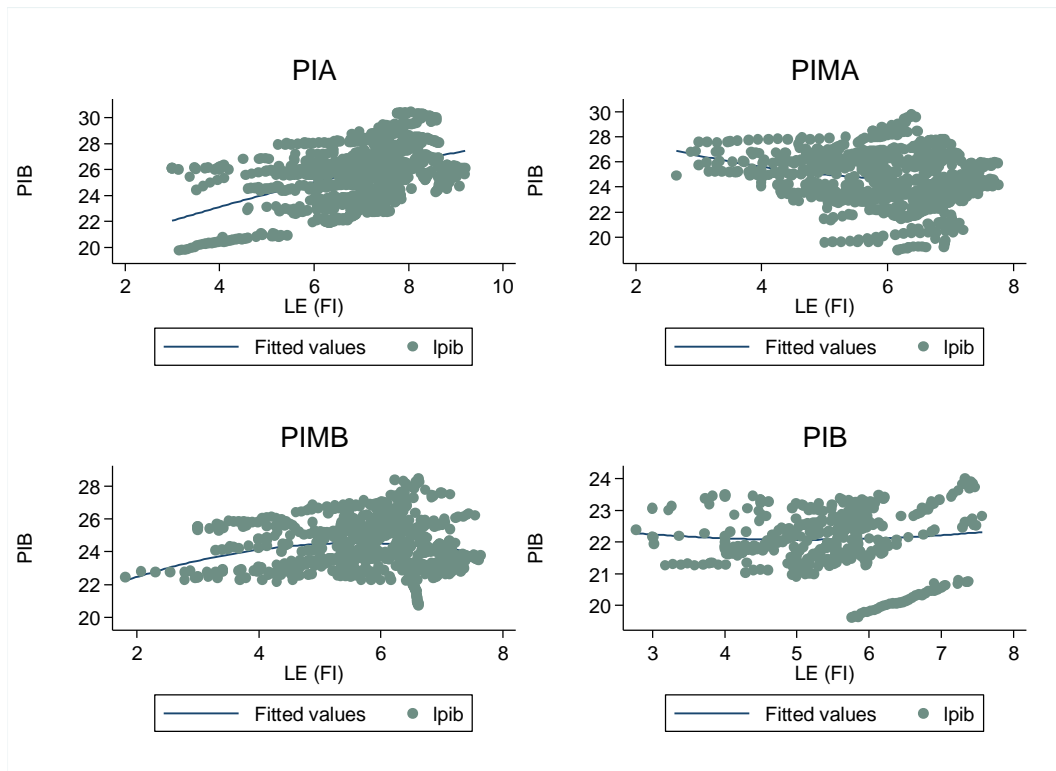 PIA
PIB
30
28
26
24
22
20
2 4 6 8 10
LE (FI)
Fitted values lpib
PIMA
PIB
30
28
26
24
22
20
2 4 6 8
LE (FI)
Fitted values lpib
PIMB
PIB
28
26
24
22
20
2 4 6 8
LE (FI)
Fitted values lpib
PIB
PIB
24
23
22
21
20
3 4 5 6 7 8
LE (FI)
Fitted values lpib